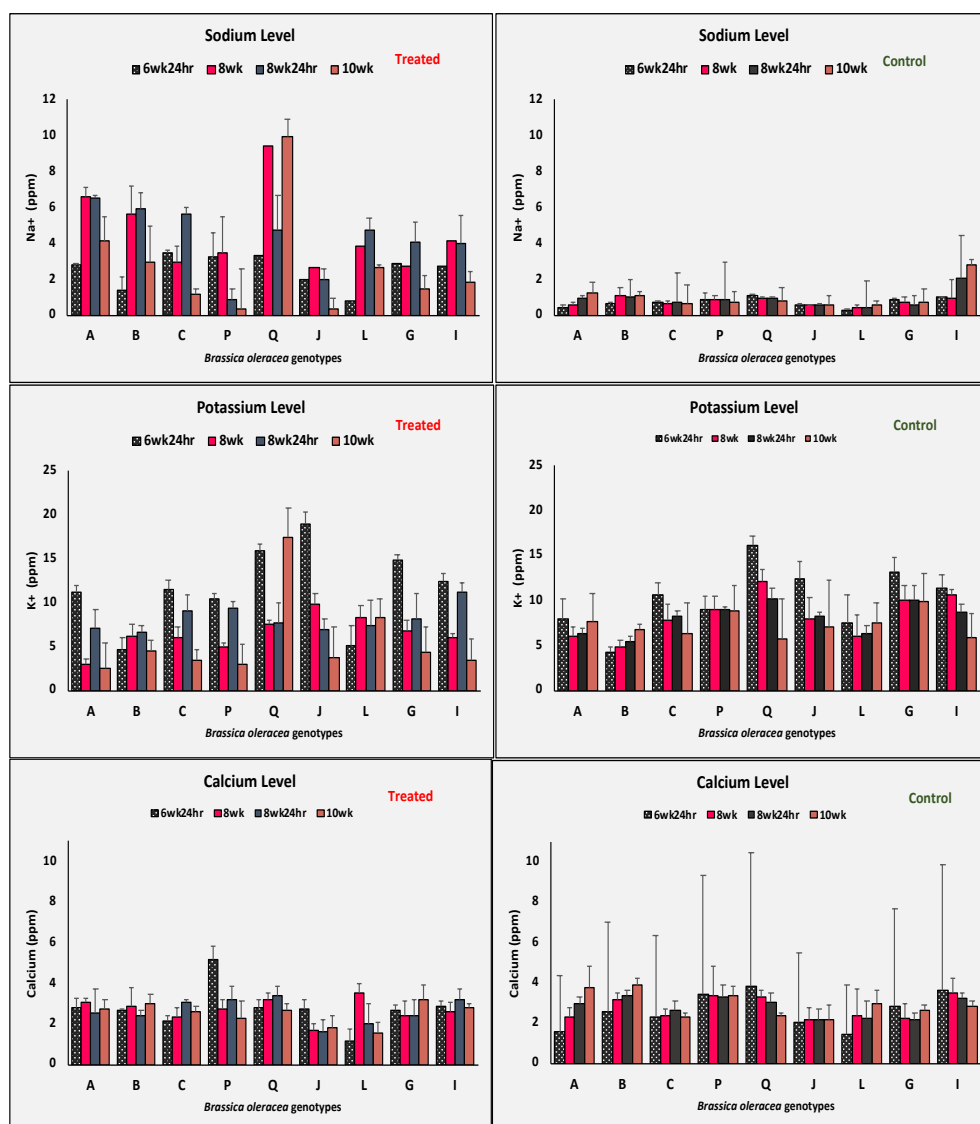 Sodium Level
Treated
6wk24hr 8wk 8wk24hr 10wk
12
10
8
6
4
2
0
Na+ (ppm)
A B C P Q J L G I
Brassica oleracea genotypes
Sodium Level
Control
6wk24hr 8wk 8wk24hr 10wk
12
10
8
6
4
2
0
Na+ (ppm)
A B C P Q J L G I
Brassica oleracea genotypes
Potassium Level
Treated
6wk24hr 8wk 8wk24hr 10wk
25
20
15
10
5
0
K+ (ppm)
A B C P Q J L G I
Brassica oleracea genotypes
Potassium Level
Control
6wk24hr 8wk 8wk24hr 10wk
25
20
15
10
5
0
K+ (ppm)
A B C P Q J L G I
Brassica oleracea genotypes
Calcium Level
Treated
6wk24hr 8wk 8wk24hr 10wk
10
8
6
4
2
0
Calcium (ppm)
A B C P Q J L G I
Brassica oleracea genotypes
Calcium Level
Control
6wk24hr 8wk 8wk24hr 10wk
10
8
6
4
2
0
Calcium (ppm)
A B C P Q J L G I
Brassica oleracea genotypes